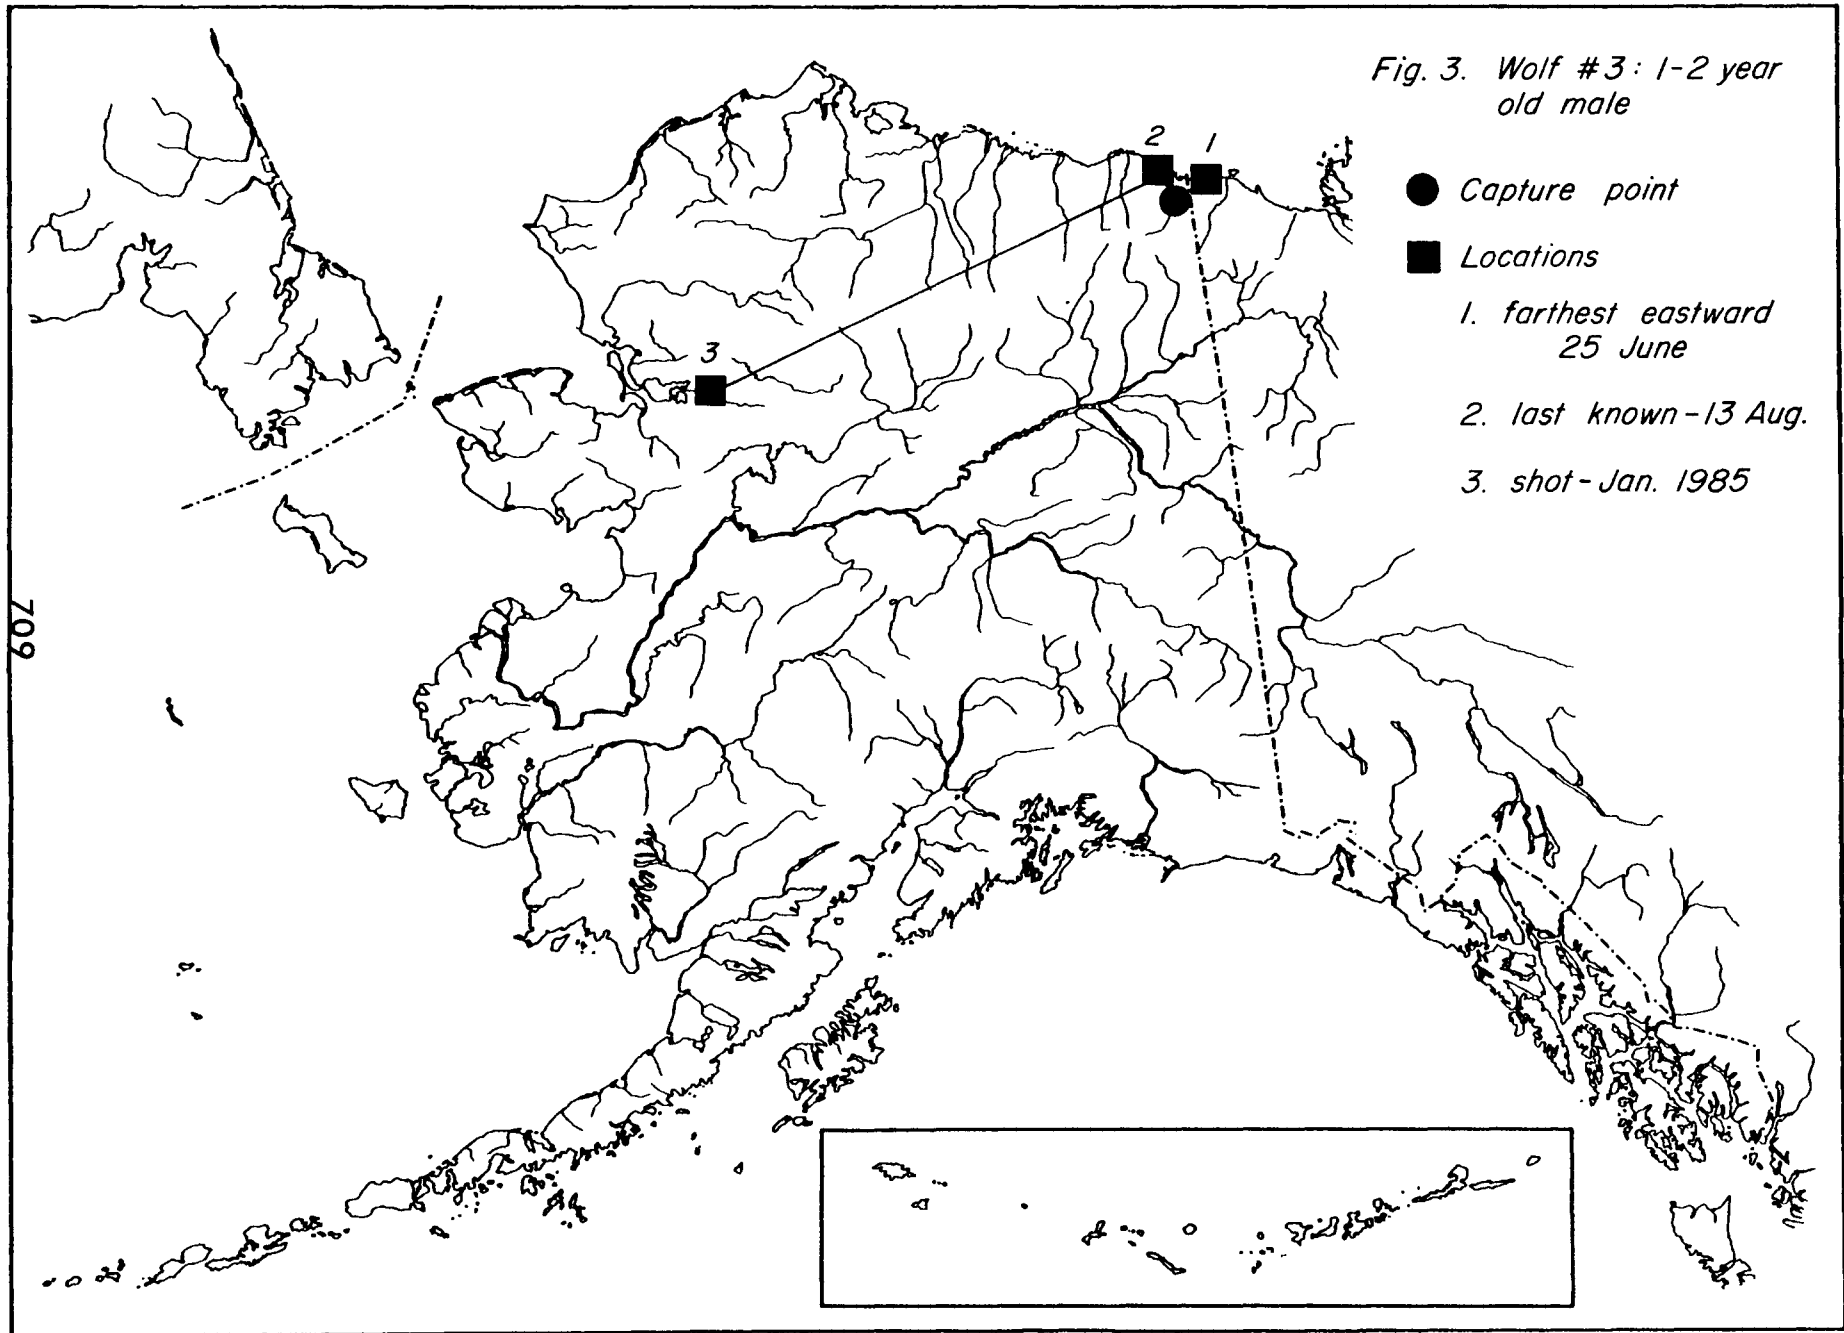 Fig. 3. Wolf #3: 1-2 year
old male
2
1
Capture point
Locations
1. farthest eastward
25 June
3
2. last known-13 Aug.
3. shot-Jan. 1985
709